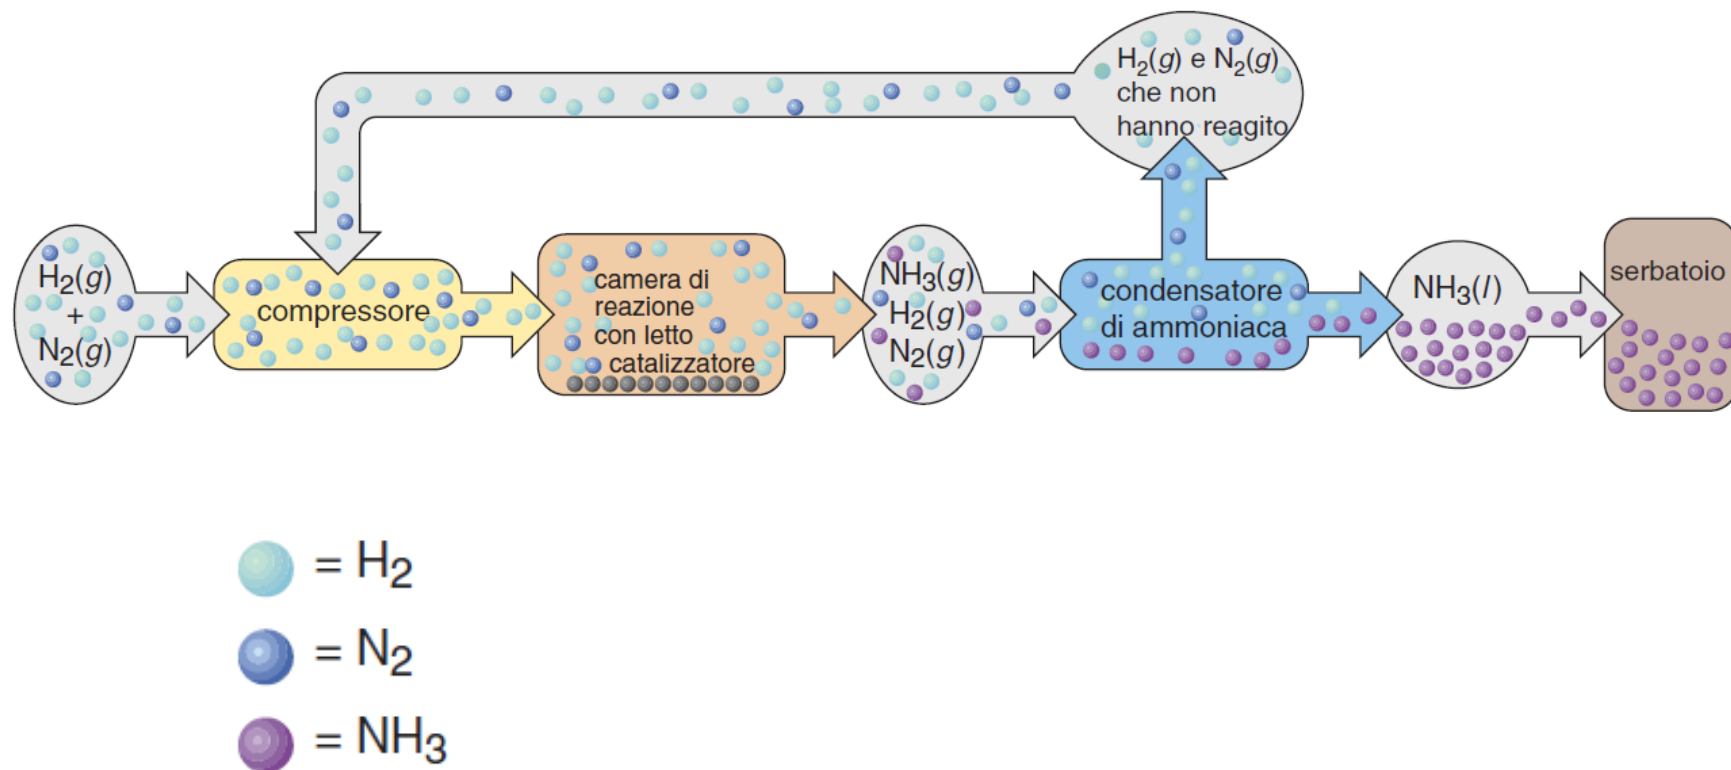 H₂(g) e N₂(g)
che non
hanno reagito
H₂(g)
+
N₂(g)
compressore
camera di
reazione
con letto
catalizzatore
NH₃(g)
H₂(g)
N₂(g)
condensatore
di ammoniaca
NH₃(l)
serbatoio
= H₂
= N₂
= NH₃